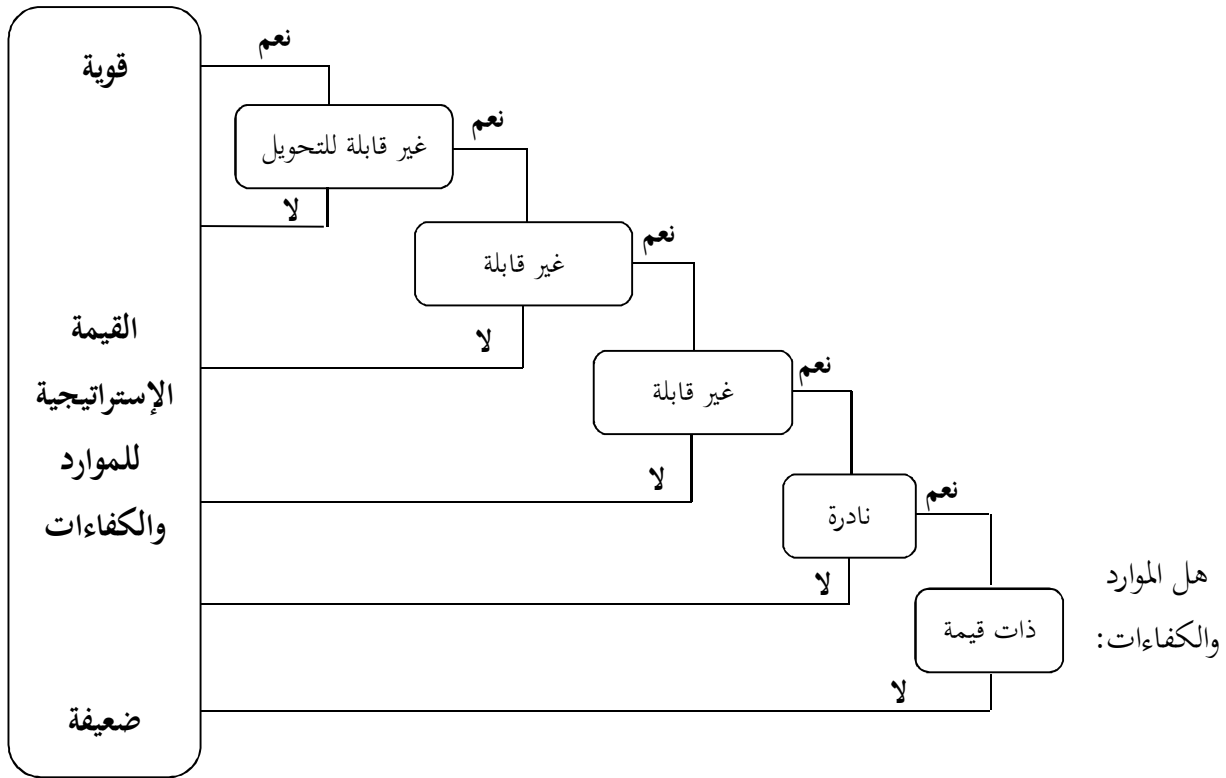 نعم
قوية
نعم
غير قابلة للتحويل
لا
نعم
غير قابلة
لا
القيمة
الإستراتيجية
للموارد
والكفاءات
نعم
غير قابلة
لا
نعم
نادرة
لا
هل الموارد
والكفاءات:
ذات قيمة
لا
ضعيفة